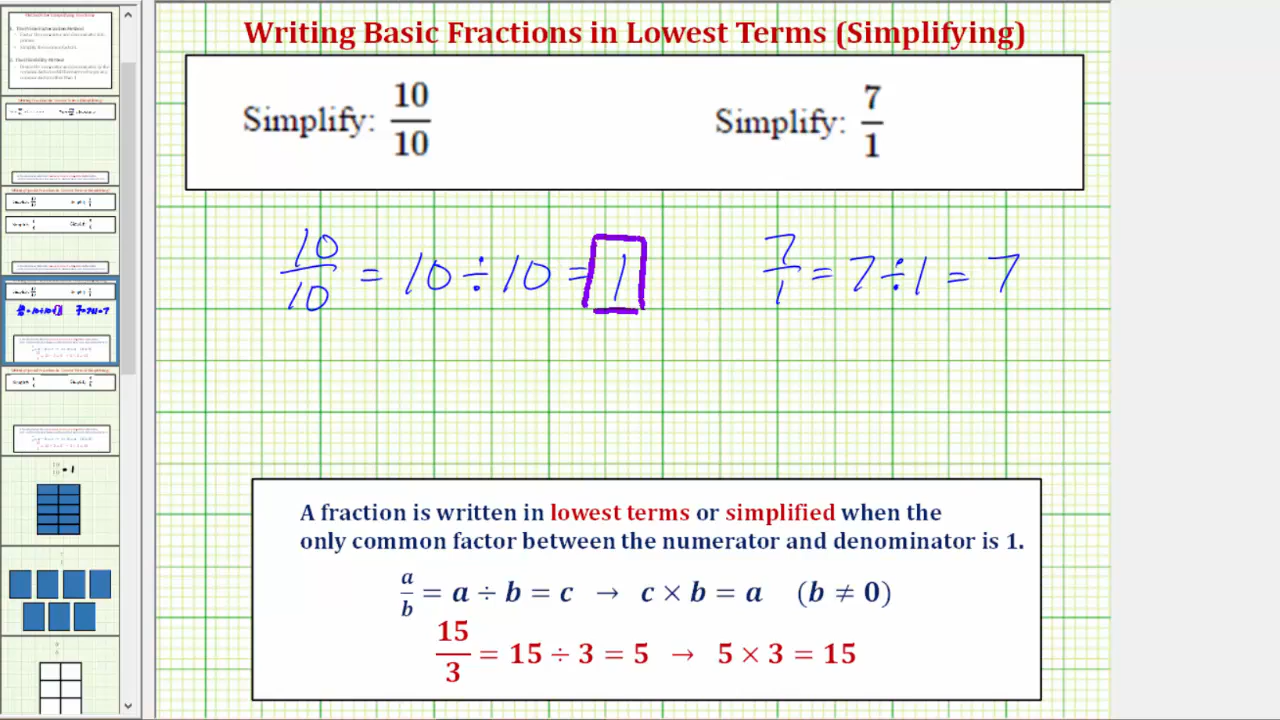 Writing Basic Fractions in Lowest Terms (Simplifying)
Simplify: 10/10
Simplify: 7/1
10/10 = 10 ÷ 10 = 1
7/1 = 7 ÷ 1 = 7
A fraction is written in lowest terms or simplified when the
only common factor between the numerator and denominator is 1.
a/b = a ÷ b = c → c × b = a (b ≠ 0)
15/3 = 15 ÷ 3 = 5 → 5 × 3 = 15